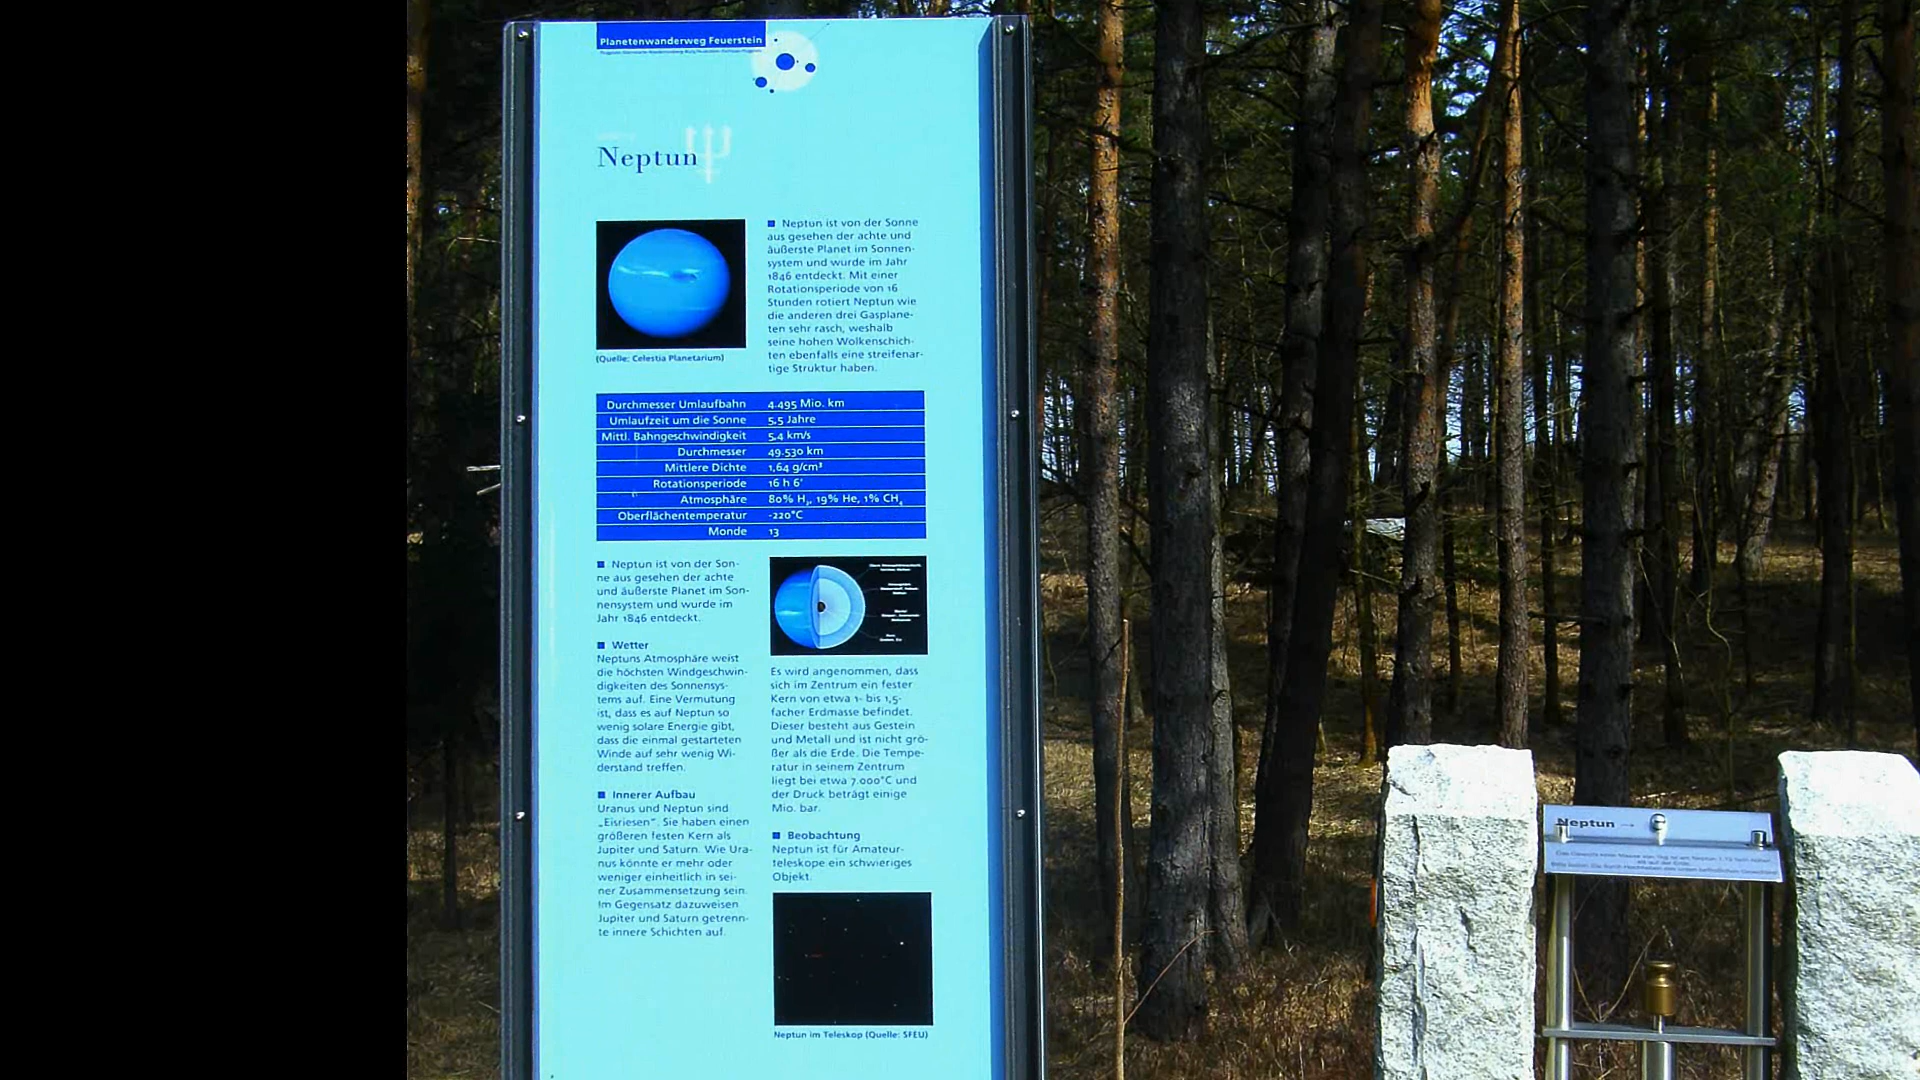 Planetenwanderweg Feuerstein
Neptun
■ Neptun ist von der Sonne
aus gesehen der achte und
äußerste Planet im Sonnen-
system und wurde im Jahr
1846 entdeckt. Mit einer
Rotationsperiode von 16
Stunden rotiert Neptun wie
die anderen drei Gasplane-
ten sehr rasch, weshalb
seine hohen Wolkenschich-
ten ebenfalls eine streifenar-
tige Struktur haben.
(Quelle: Celestia Planetarium)
Durchmesser Umlaufbahn 4.495 Mio. km
Umlaufzeit um die Sonne 5,5 Jahre
Mittl. Bahngeschwindigkeit 5,4 km/s
Durchmesser 49.530 km
Mittlere Dichte 1,64 g/cm³
Rotationsperiode 16 h 6'
Atmosphäre 80% H₂, 19% He, 1% CH₄
Oberflächentemperatur -220°C
Monde 13
■ Neptun ist von der Son-
ne aus gesehen der achte
und äußerste Planet im Son-
nensystem und wurde im
Jahr 1846 entdeckt.
■ Wetter
Neptuns Atmosphäre weist
die höchsten Windgeschwin-
digkeiten des Sonnensys-
tems auf. Eine Vermutung
ist, dass es auf Neptun so
wenig solare Energie gibt,
dass die einmal gestarteten
Winde auf sehr wenig Wi-
derstand treffen.
■ Innerer Aufbau
Uranus und Neptun sind
„Eisriesen". Sie haben einen
größeren festen Kern als
Jupiter und Saturn. Wie Ura-
nus könnte er mehr oder
weniger einheitlich in sei-
ner Zusammensetzung sein.
Im Gegensatz dazuweisen
Jupiter und Saturn getrenn-
te innere Schichten auf.
Es wird angenommen, dass
sich im Zentrum ein fester
Kern von etwa 1- bis 1,5-
facher Erdmasse befindet.
Dieser besteht aus Gestein
und Metall und ist nicht grö-
ßer als die Erde. Die Tempe-
ratur in seinem Zentrum
liegt bei etwa 7.000°C und
der Druck beträgt einige
Mio. bar.
■ Beobachtung
Neptun ist für Amateur-
teleskope ein schwieriges
Objekt.
Neptun im Teleskop (Quelle: SFEU)
Neptun →